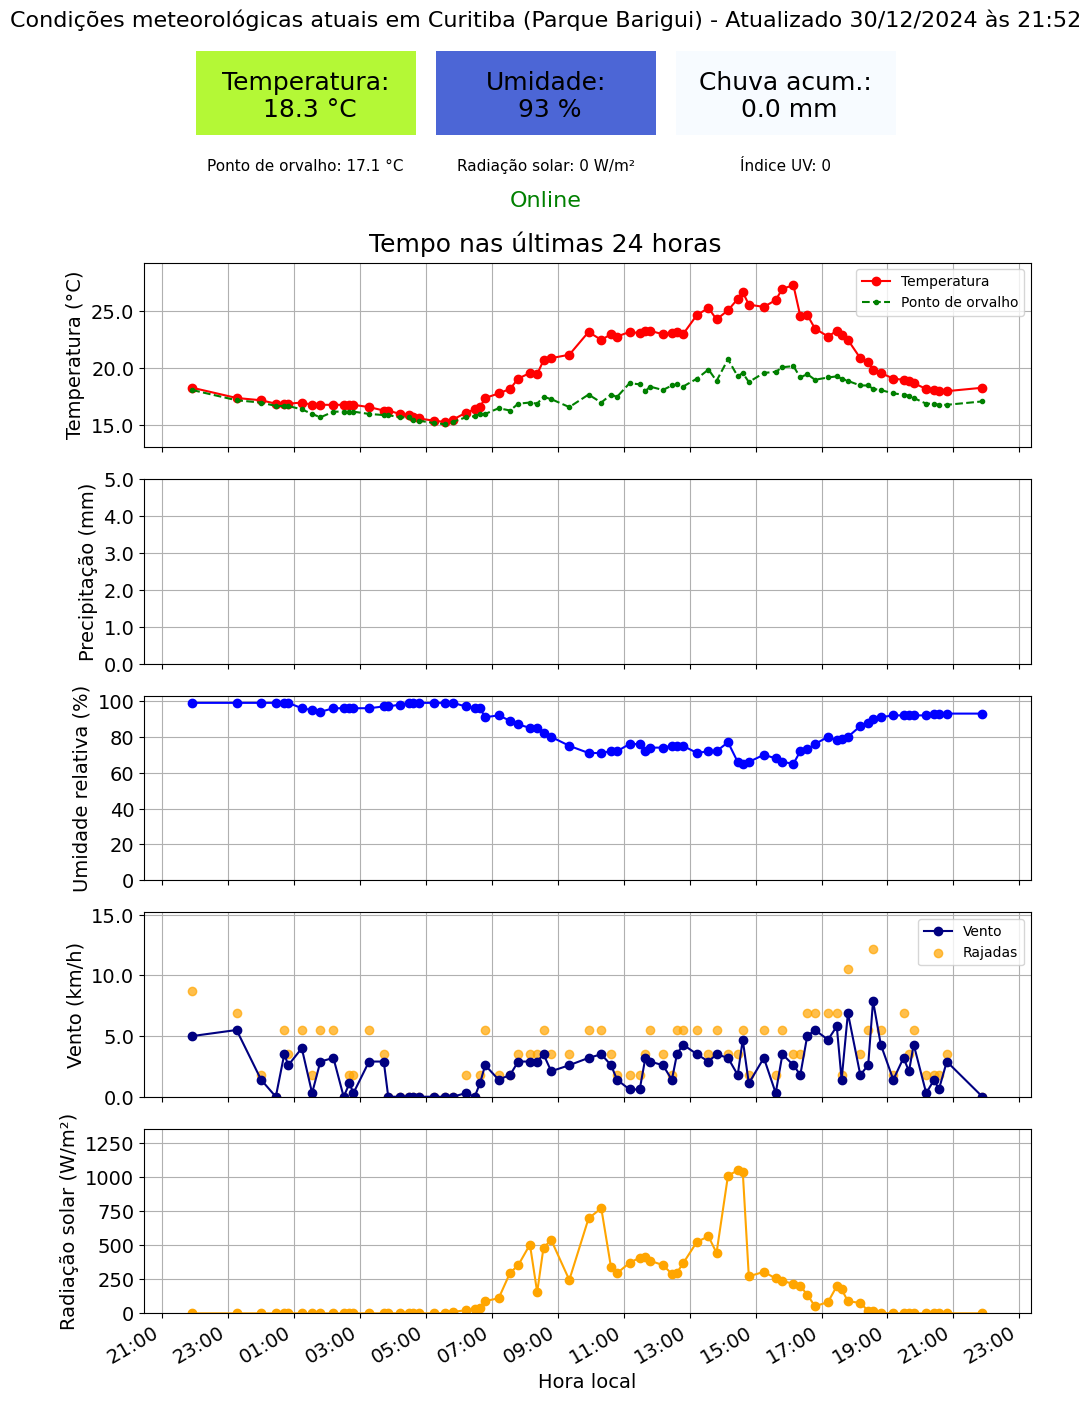 Condições meteorológicas atuais em Curitiba (Parque Barigui) - Atualizado 30/12/2024 às 21:52
Temperatura:
18.3 °C
Umidade:
93 %
Chuva acum.:
0.0 mm
Ponto de orvalho: 17.1 °C
Radiação solar: 0 W/m²
Índice UV: 0
Online
Tempo nas últimas 24 horas
Temperatura (°C)
25.0
20.0
15.0
Temperatura
Ponto de orvalho
Precipitação (mm)
5.0
4.0
3.0
2.0
1.0
0.0
Umidade relativa (%)
100
80
60
40
20
0
Vento (km/h)
15.0
10.0
5.0
0.0
Vento
Rajadas
Radiação solar (W/m²)
1250
1000
750
500
250
0
21:00
23:00
01:00
03:00
05:00
07:00
09:00
11:00
13:00
15:00
17:00
19:00
21:00
23:00
Hora local